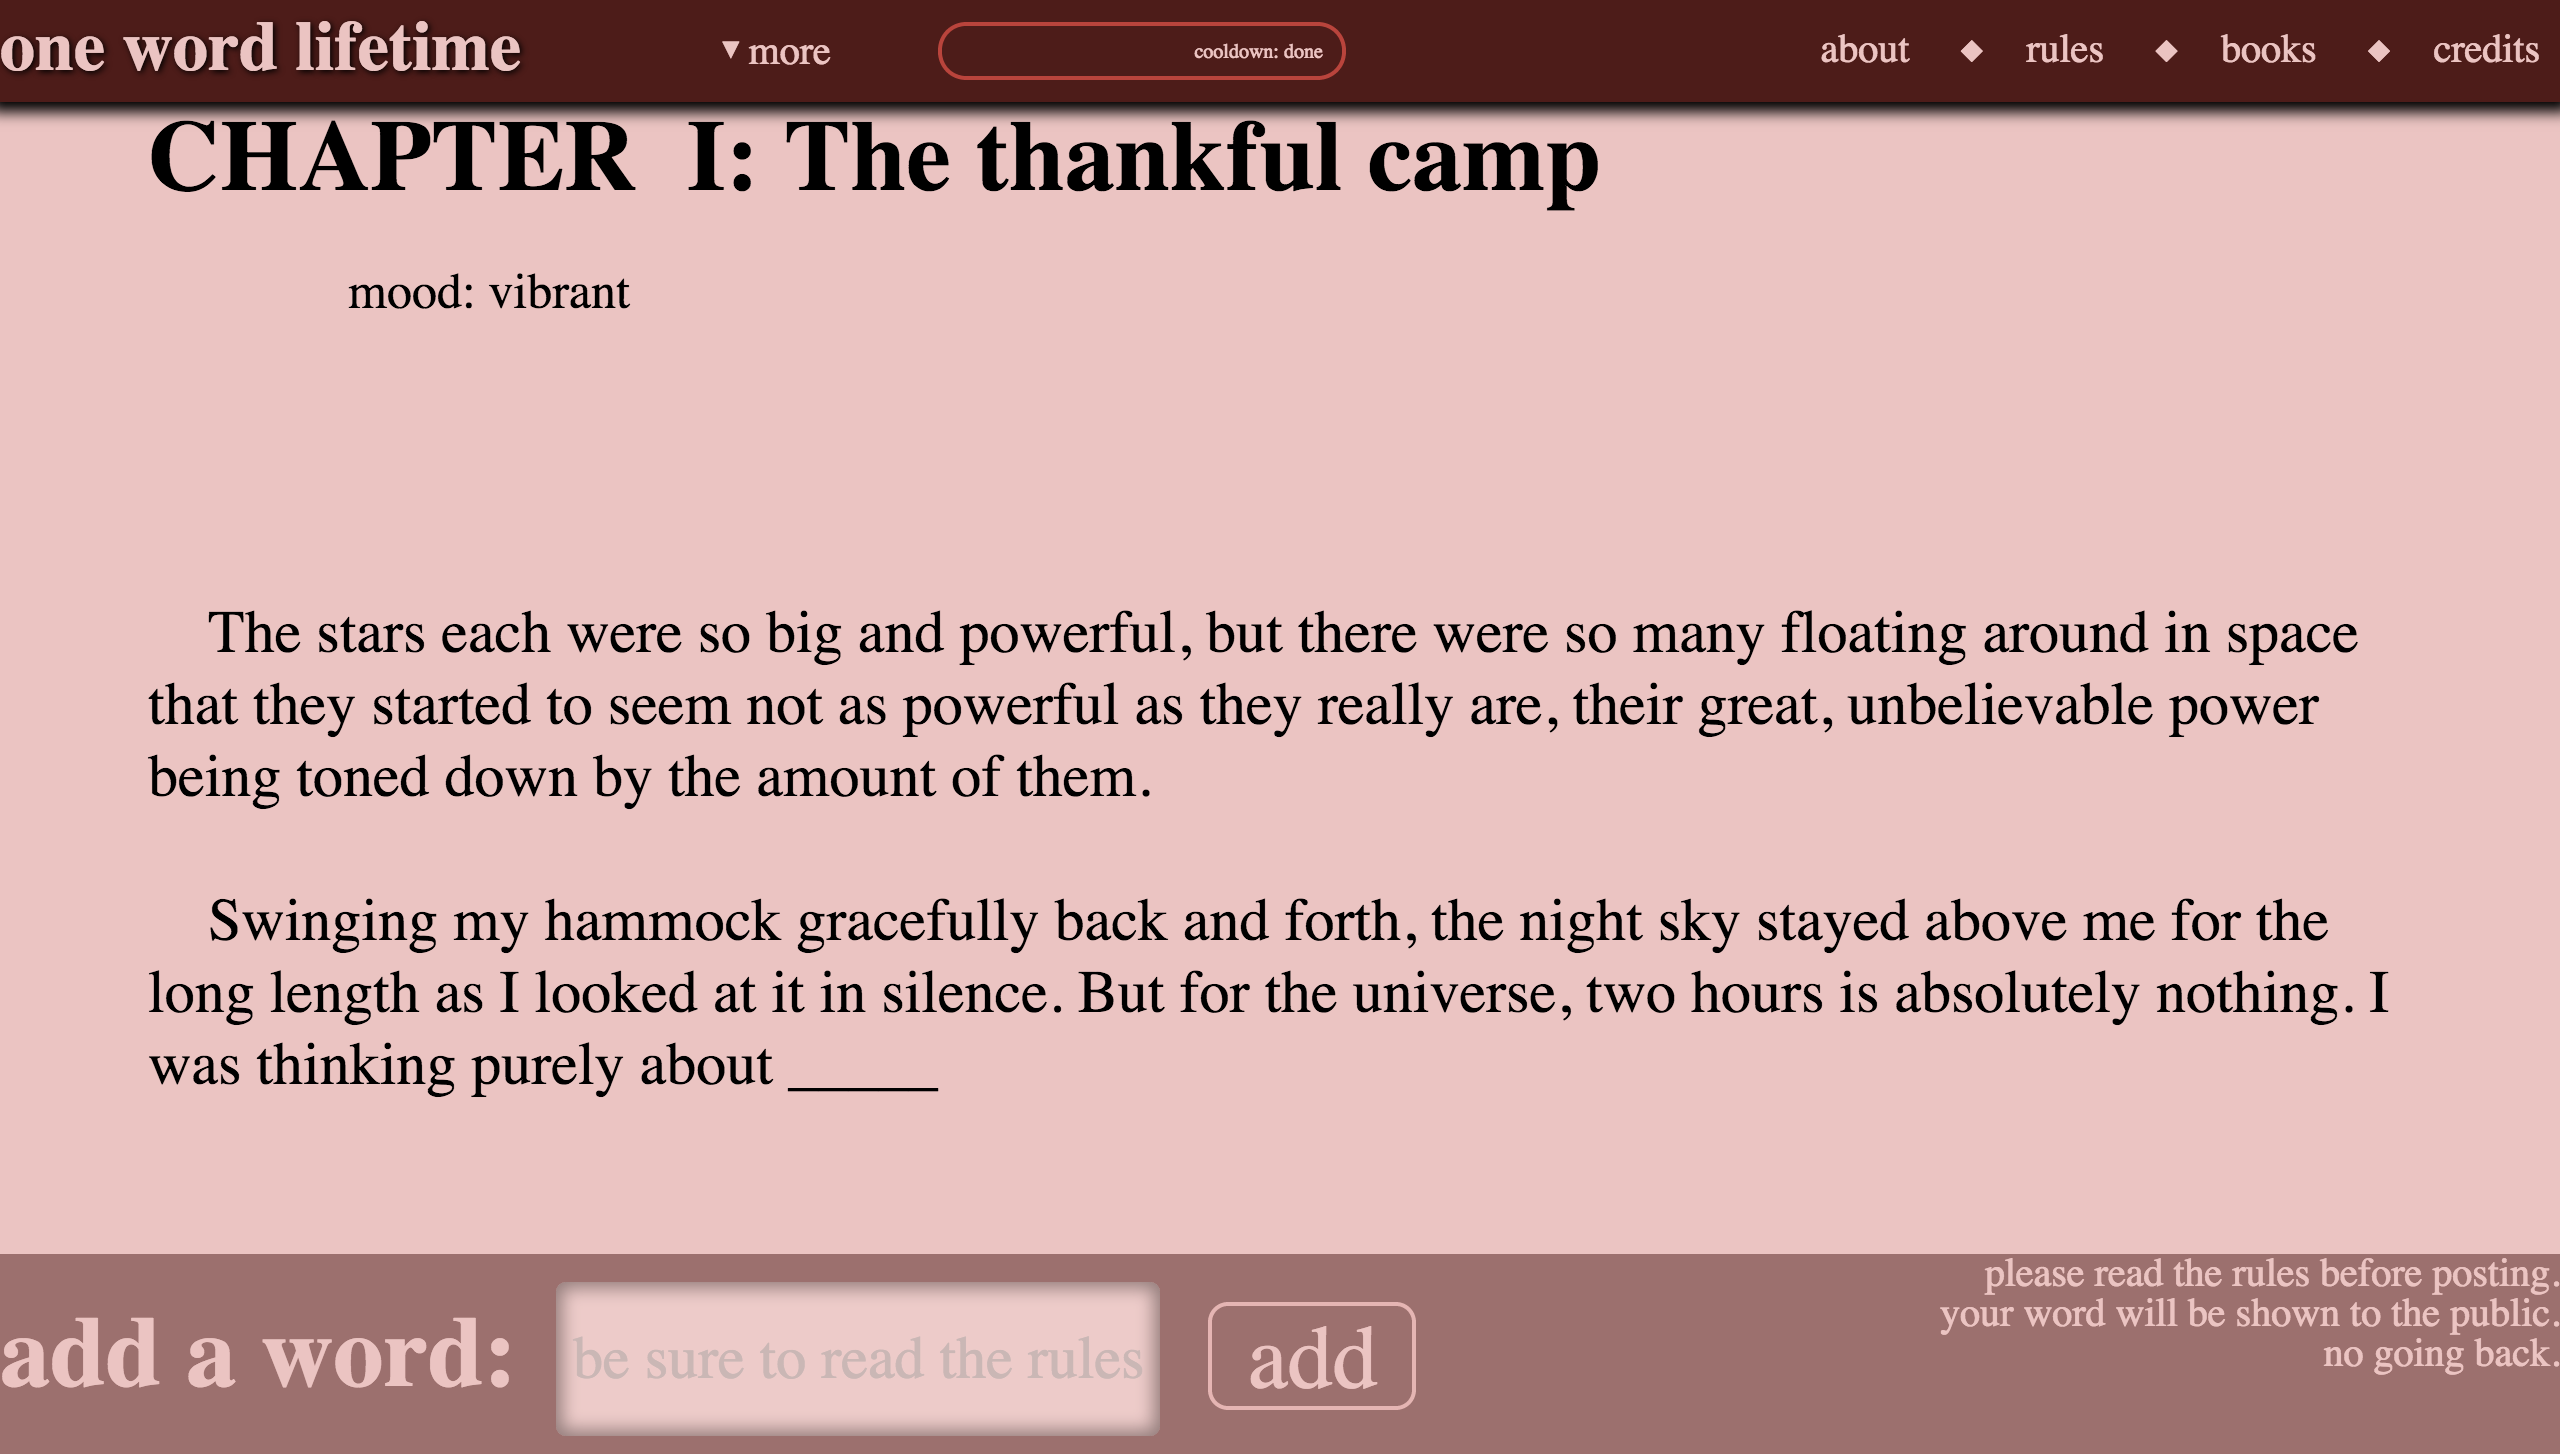 one word lifetime
▼ more
cooldown: done
about ◆ rules ◆ books ◆ credits
CHAPTER I: The thankful camp
mood: vibrant
The stars each were so big and powerful, but there were so many floating around in space
that they started to seem not as powerful as they really are, their great, unbelievable power
being toned down by the amount of them.
Swinging my hammock gracefully back and forth, the night sky stayed above me for the
long length as I looked at it in silence. But for the universe, two hours is absolutely nothing. I
was thinking purely about _____
add a word:
be sure to read the rules
add
please read the rules before posting.
your word will be shown to the public.
no going back.